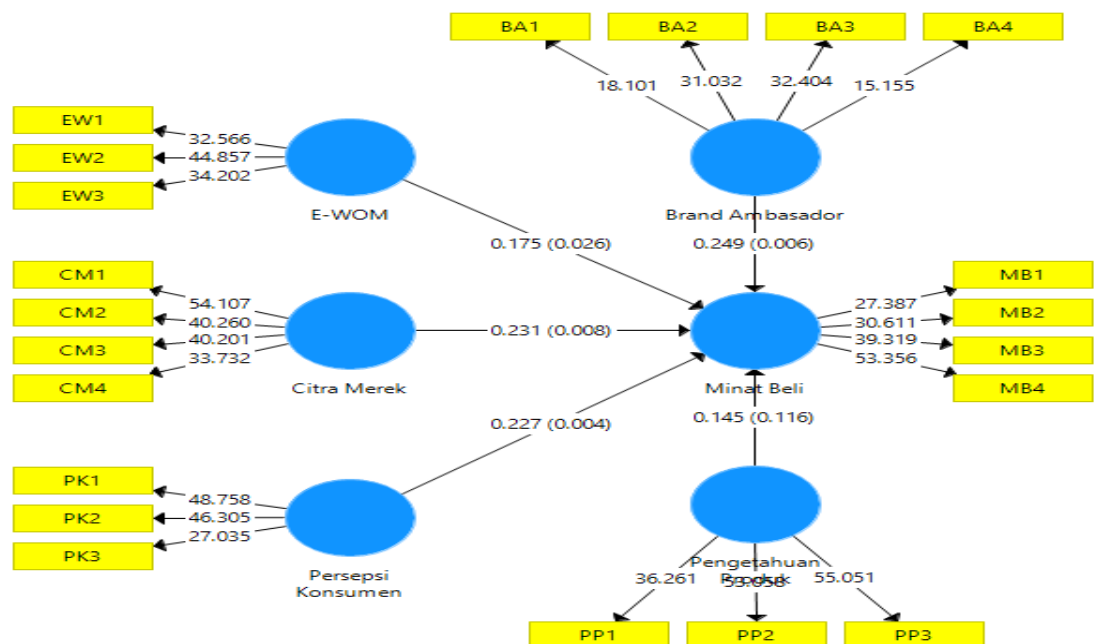 BA1
BA2
BA3
BA4
18.101
31.032
32.404
15.155
EW1
EW2
EW3
32.566
44.857
34.202
E-WOM
Brand Ambasador
0.175 (0.026)
0.249 (0.006)
CM1
CM2
CM3
CM4
54.107
40.260
40.201
33.732
Citra Merek
0.231 (0.008)
Minat Beli
MB1
MB2
MB3
MB4
27.387
30.611
39.319
53.356
0.227 (0.004)
0.145 (0.116)
PK1
PK2
PK3
48.758
46.305
27.035
Persepsi
Konsumen
Pengetahuan
Produk
36.261
55.051
PP1
PP2
PP3